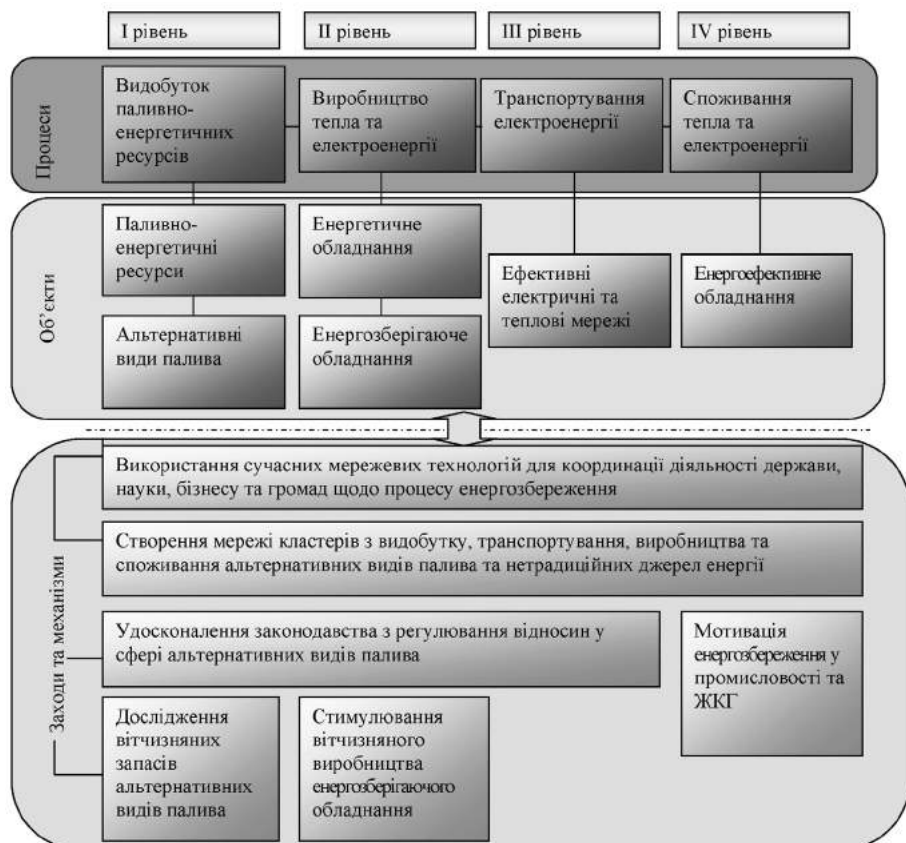 I рівень
II рівень
III рівень
IV рівень
Процеси
Видобуток
паливно-
енергетичних
ресурсів
Виробництво
тепла та
електроенергії
Транспортування
електроенергії
Споживання
тепла та
електроенергії
Об’єкти
Паливно-
енергетичні
ресурси
Енергетичне
обладнання
Ефективні
електричні та
теплові мережі
Енергоефективне
обладнання
Альтернативні
види палива
Енергозберігаюче
обладнання
Заходи та механізми
Використання сучасних мережевих технологій для координації діяльності держави,
науки, бізнесу та громад щодо процесу енергозбереження
Створення мережі кластерів з видобутку, транспортування, виробництва та
споживання альтернативних видів палива та нетрадиційних джерел енергії
Удосконалення законодавства з регулювання відносин у
сфері альтернативних видів палива
Мотивація
енергозбереження у
промисловості та
ЖКГ
Дослідження
вітчизняних
запасів
альтернативних
видів палива
Стимулювання
вітчизняного
виробництва
енергозберігаючого
обладнання